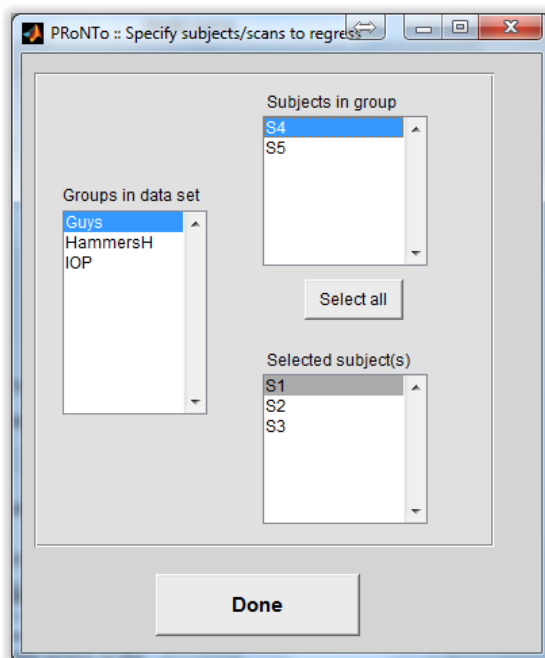 PRoNTo :: Specify subjects/scans to regress
Subjects in group
S4
S5
Groups in data set
Guys
HammersH
IOP
Select all
Selected subject(s)
S1
S2
S3
Done